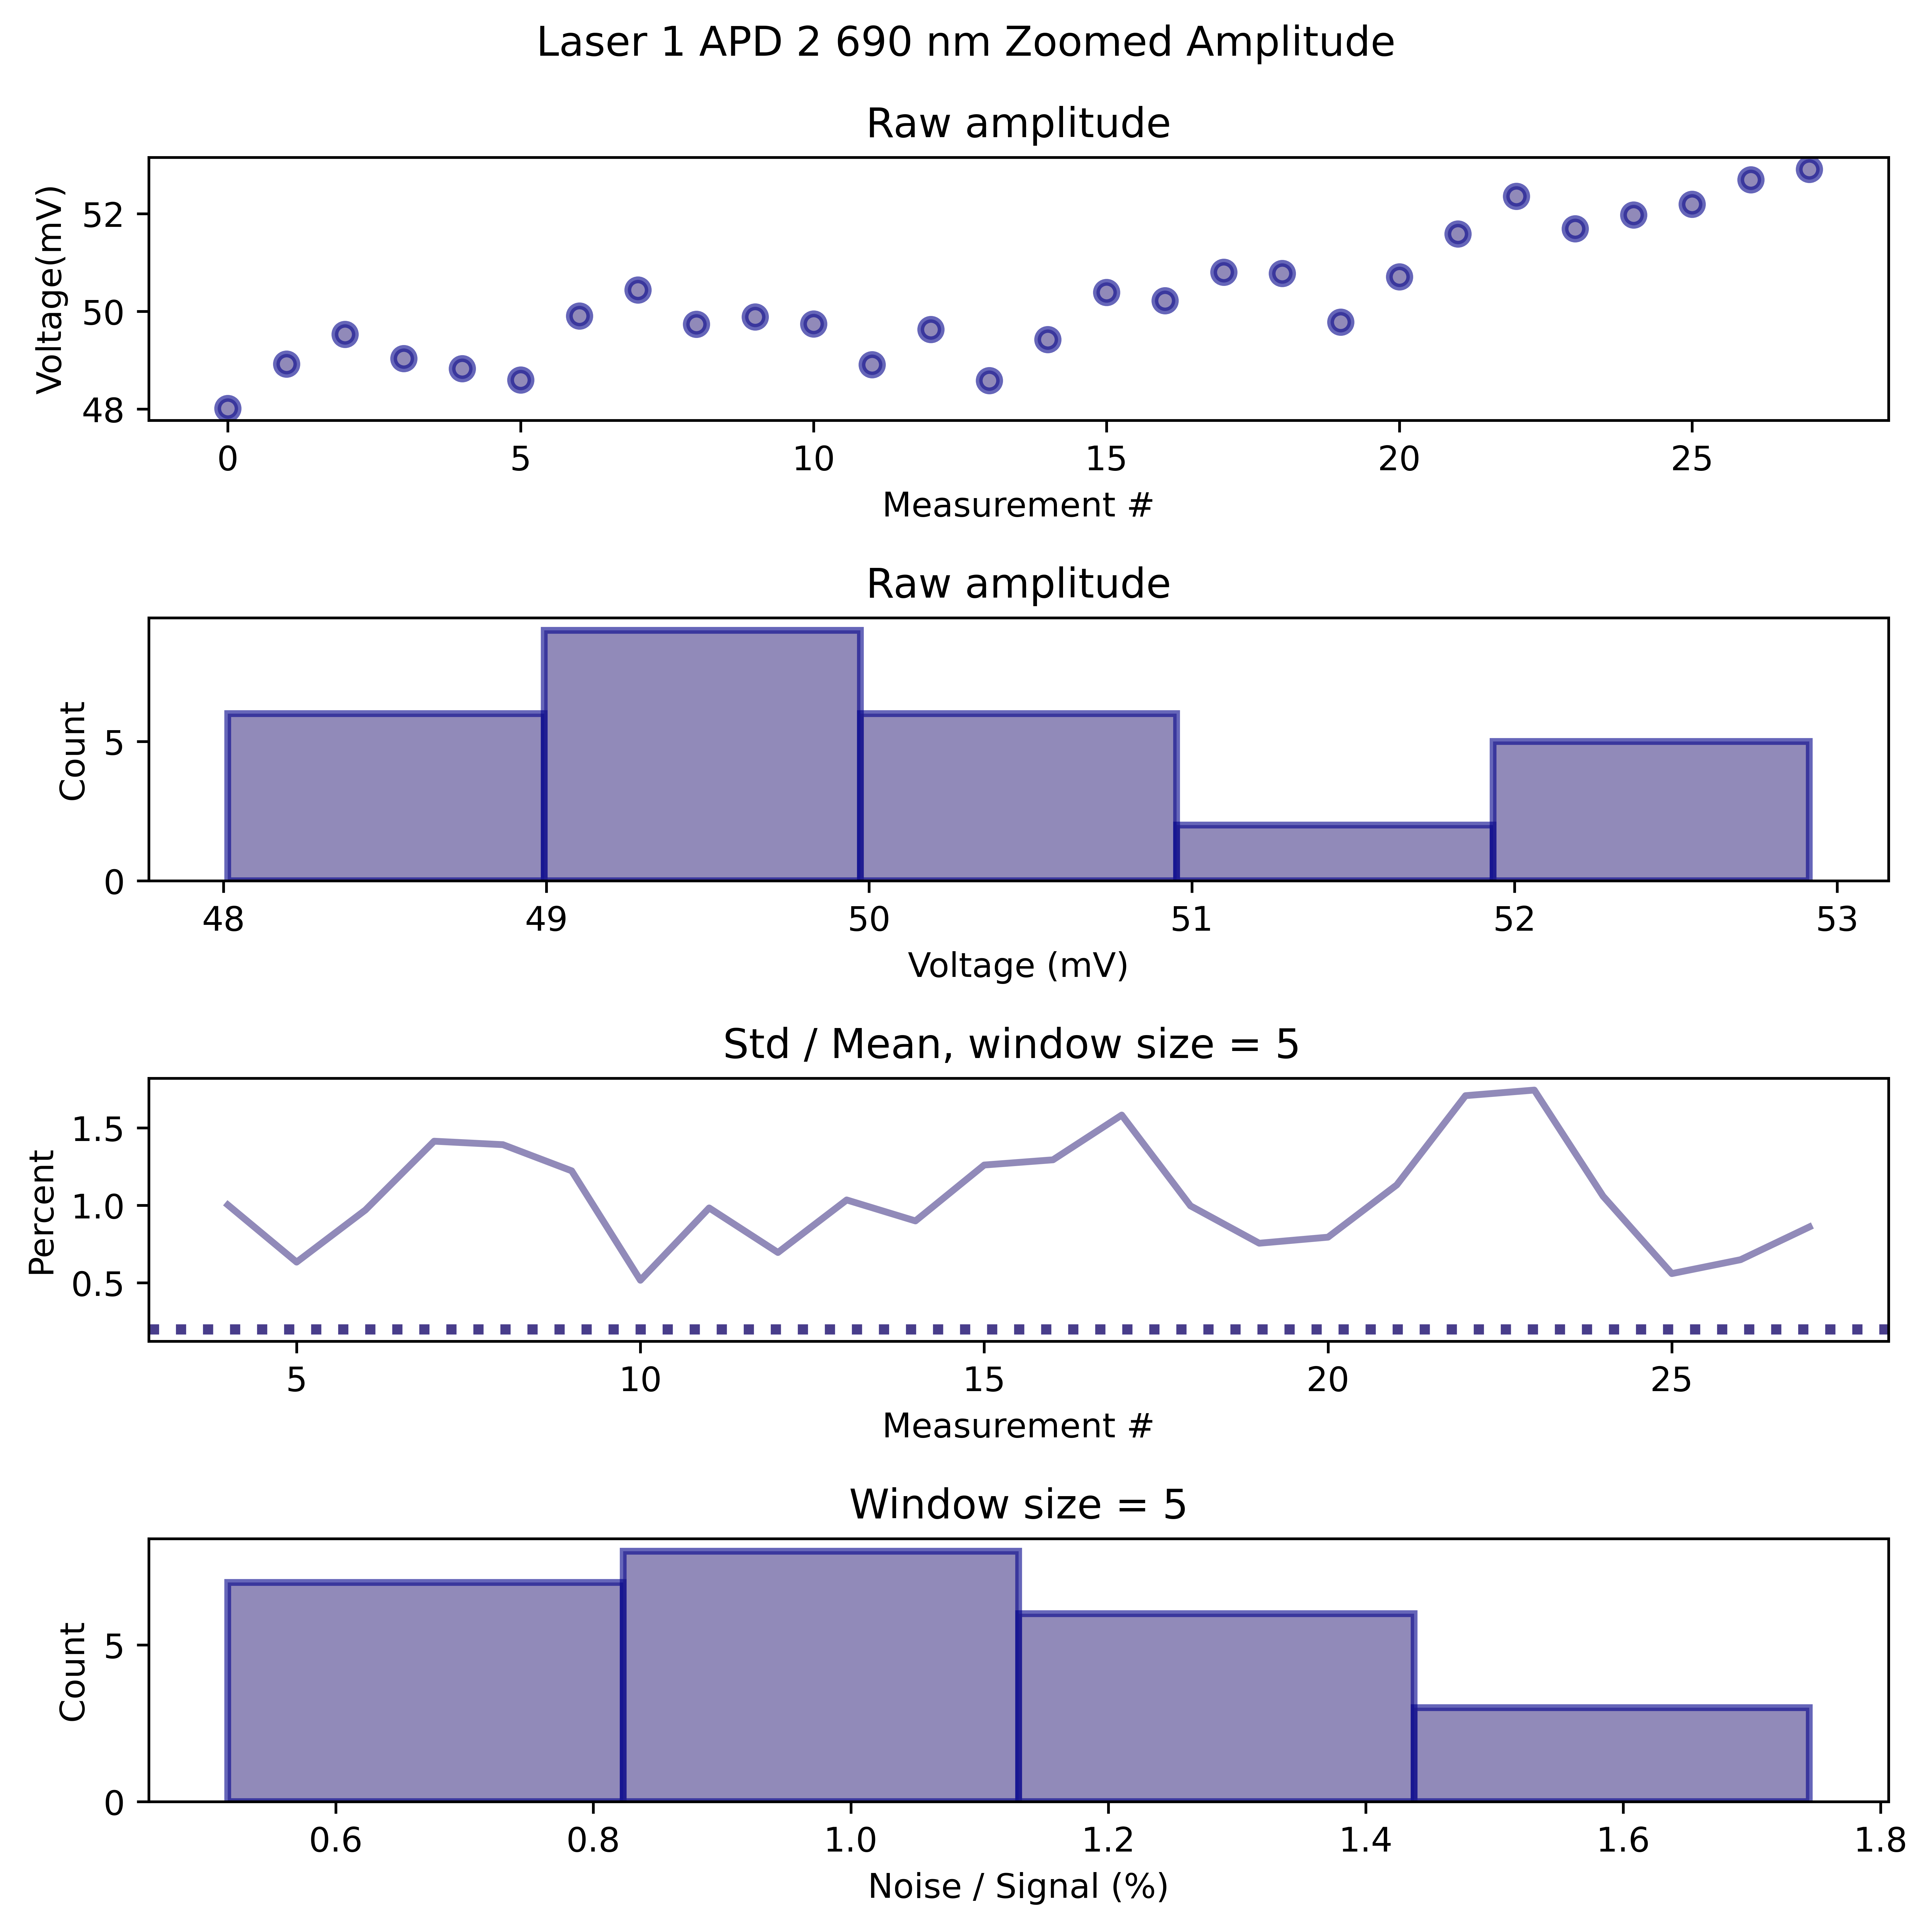 Laser 1 APD 2 690 nm Zoomed Amplitude
Raw amplitude
Voltage(mV)
52
50
48
0 5 10 15 20 25
Measurement #
Raw amplitude
Count
5
0
48 49 50 51 52 53
Voltage (mV)
Std / Mean, window size = 5
Percent
1.5
1.0
0.5
5 10 15 20 25
Measurement #
Window size = 5
Count
5
0
0.6 0.8 1.0 1.2 1.4 1.6 1.8
Noise / Signal (%)